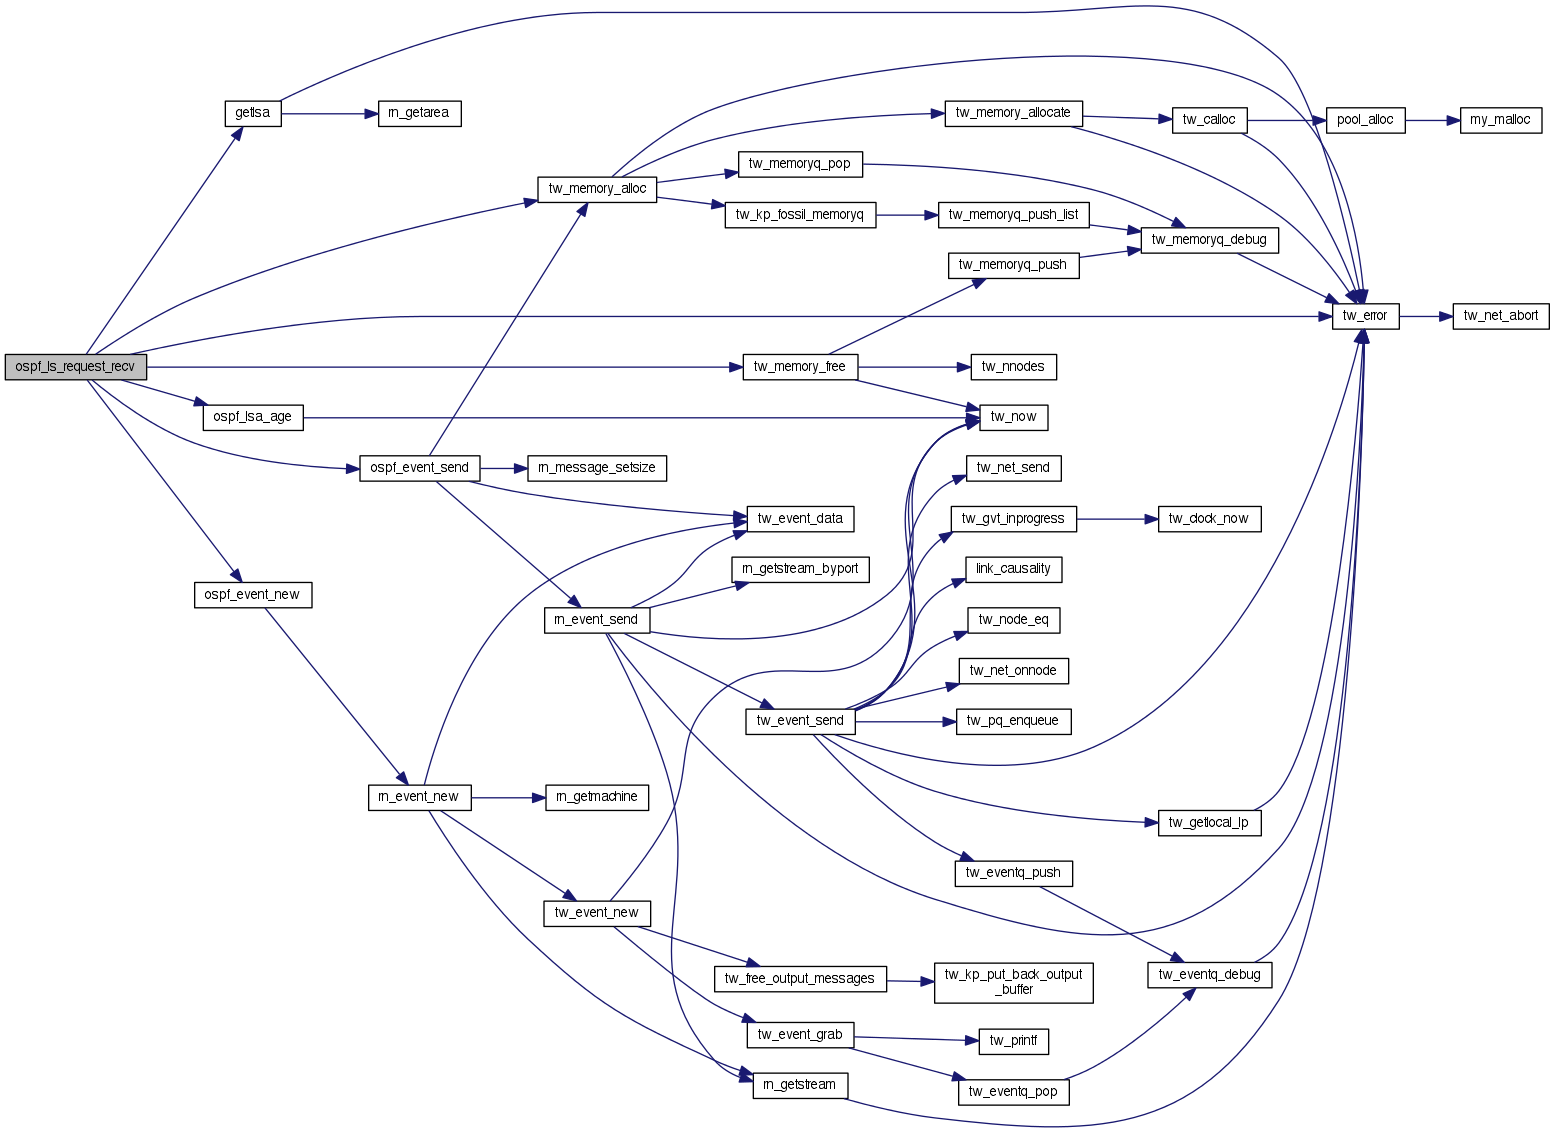 getlsa
rn_getarea
tw_memory_allocate
tw_calloc
pool_alloc
my_malloc
tw_memoryq_pop
tw_memory_alloc
tw_kp_fossil_memoryq
tw_memoryq_push_list
tw_memoryq_debug
tw_memoryq_push
tw_error
tw_net_abort
ospf_ls_request_recv
tw_memory_free
tw_nnodes
ospf_lsa_age
tw_now
ospf_event_send
rn_message_setsize
tw_net_send
tw_event_data
tw_gvt_inprogress
tw_clock_now
rn_getstream_byport
link_causality
ospf_event_new
rn_event_send
tw_node_eq
tw_net_onnode
tw_event_send
tw_pq_enqueue
rn_event_new
rn_getmachine
tw_getlocal_lp
tw_eventq_push
tw_event_new
tw_free_output_messages
tw_kp_put_back_output
_buffer
tw_eventq_debug
tw_event_grab
tw_printf
rn_getstream
tw_eventq_pop